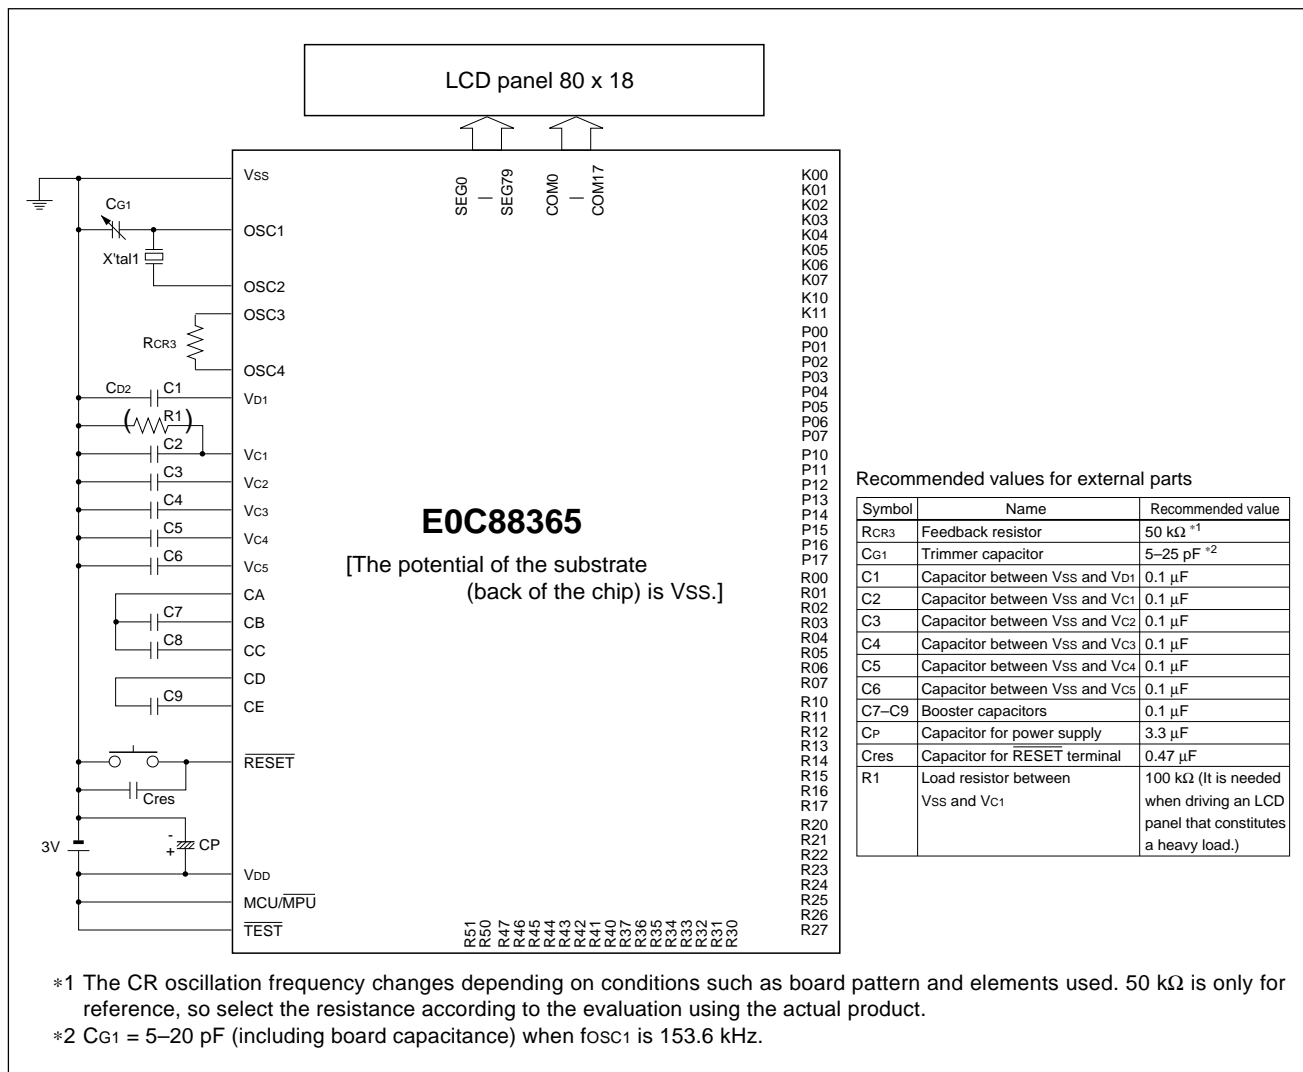 LCD panel 80 x 18
SEG0
|
SEG79
COM0
|
COM17
VSS
CG1
OSC1
X'tal1
OSC2
OSC3
RCR3
OSC4
CD2
C1
VD1
(R1)
C2
VC1
C3
VC2
C4
VC3
C5
VC4
C6
VC5
CA
C7
CB
C8
CC
CD
C9
CE
RESET
Cres
3V
-
+
CP
VDD
MCU/MPU
TEST
E0C88365
[The potential of the substrate
(back of the chip) is VSS.]
K00
K01
K02
K03
K04
K05
K06
K07
K10
K11
P00
P01
P02
P03
P04
P05
P06
P07
P10
P11
P12
P13
P14
P15
P16
P17
R00
R01
R02
R03
R04
R05
R06
R07
R10
R11
R12
R13
R14
R15
R16
R17
R20
R21
R22
R23
R24
R25
R26
R27
R51
R50
R47
R46
R45
R44
R43
R42
R41
R40
R37
R36
R35
R34
R33
R32
R31
R30
Recommended values for external parts
Symbol Name Recommended value
RCR3 Feedback resistor 50 kΩ *1
CG1 Trimmer capacitor 5–25 pF *2
C1 Capacitor between VSS and VD1 0.1 µF
C2 Capacitor between VSS and VC1 0.1 µF
C3 Capacitor between VSS and VC2 0.1 µF
C4 Capacitor between VSS and VC3 0.1 µF
C5 Capacitor between VSS and VC4 0.1 µF
C6 Capacitor between VSS and VC5 0.1 µF
C7–C9 Booster capacitors 0.1 µF
CP Capacitor for power supply 3.3 µF
Cres Capacitor for RESET terminal 0.47 µF
R1 Load resistor between 100 kΩ (It is needed
VSS and VC1 when driving an LCD
panel that constitutes
a heavy load.)
*1 The CR oscillation frequency changes depending on conditions such as board pattern and elements used. 50 kΩ is only for
reference, so select the resistance according to the evaluation using the actual product.
*2 CG1 = 5–20 pF (including board capacitance) when fOSC1 is 153.6 kHz.